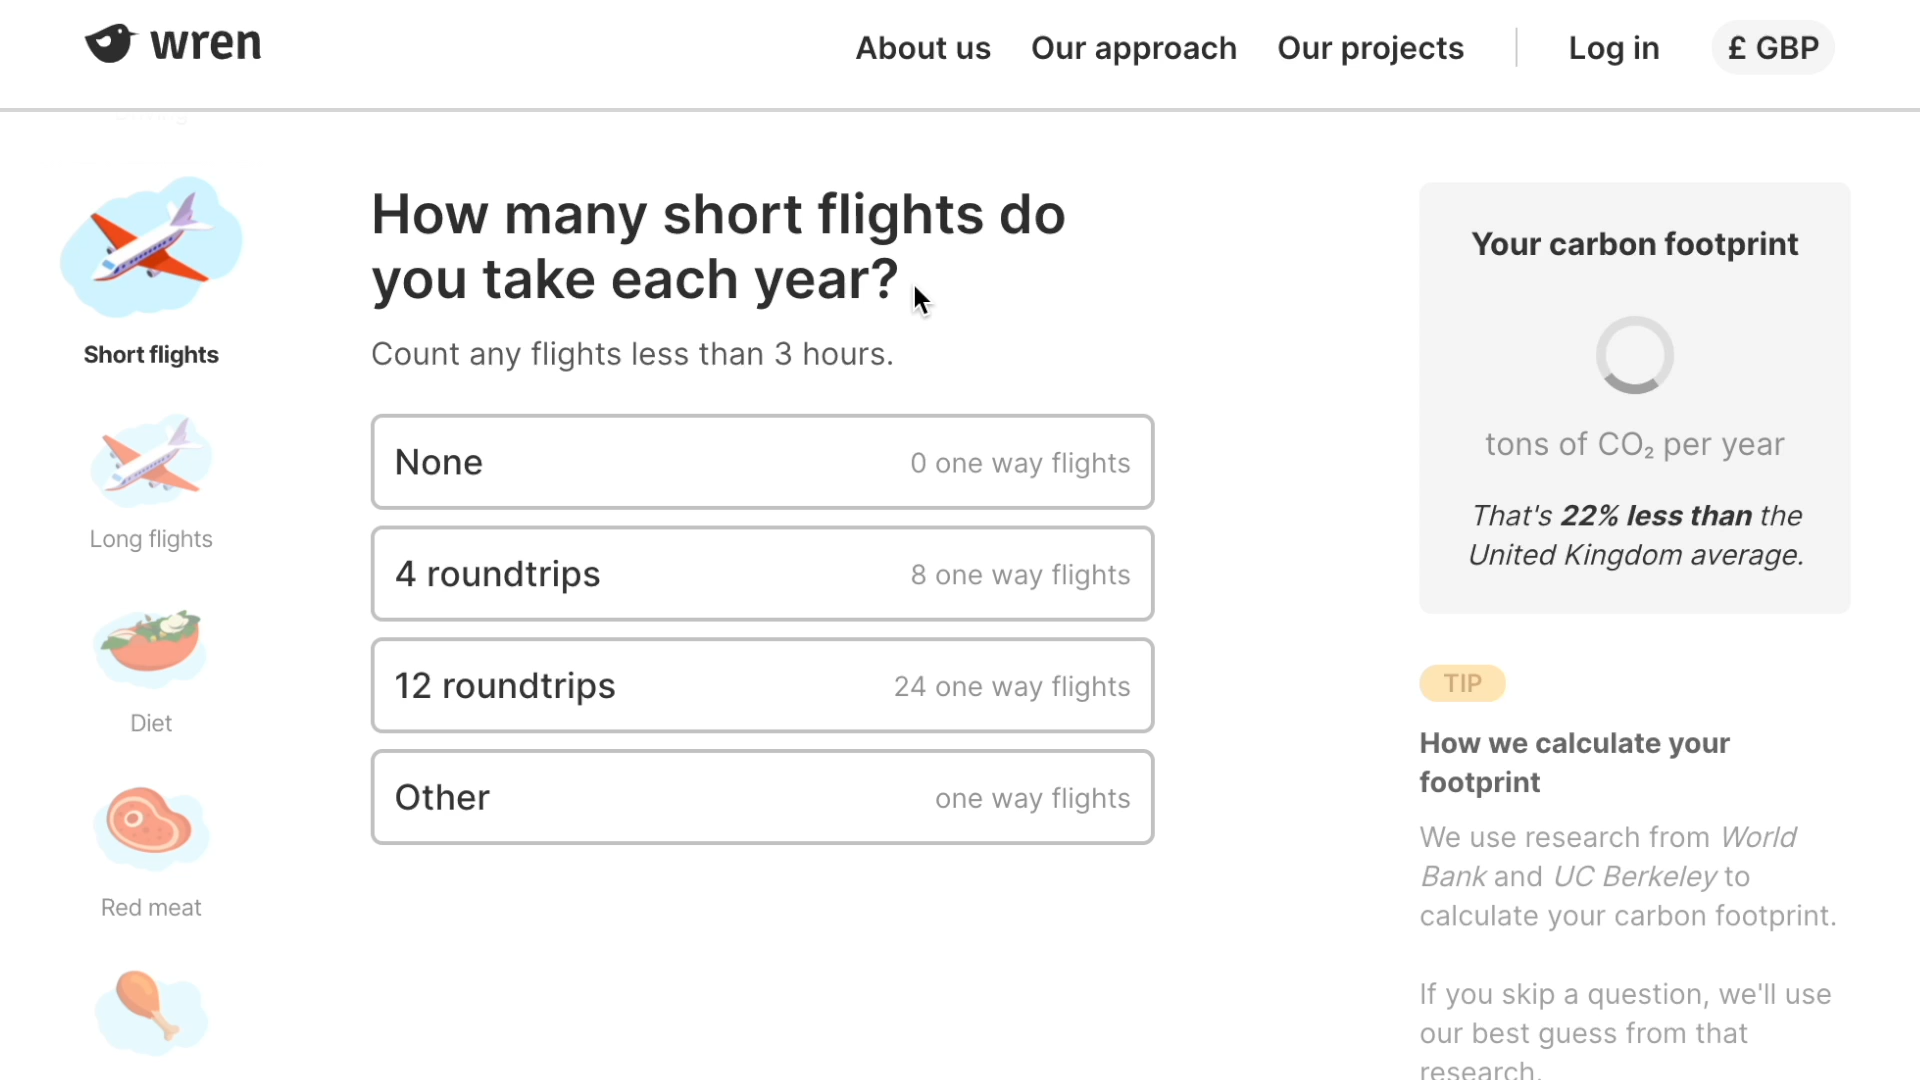 wren
About us
Our approach
Our projects
Log in
£ GBP
Short flights
Long flights
Diet
Red meat
How many short flights do
you take each year?
Count any flights less than 3 hours.
None
0 one way flights
4 roundtrips
8 one way flights
12 roundtrips
24 one way flights
Other
one way flights
Your carbon footprint
tons of CO₂ per year
That's 22% less than the
United Kingdom average.
TIP
How we calculate your
footprint
We use research from World
Bank and UC Berkeley to
calculate your carbon footprint.
If you skip a question, we'll use
our best guess from that
research.